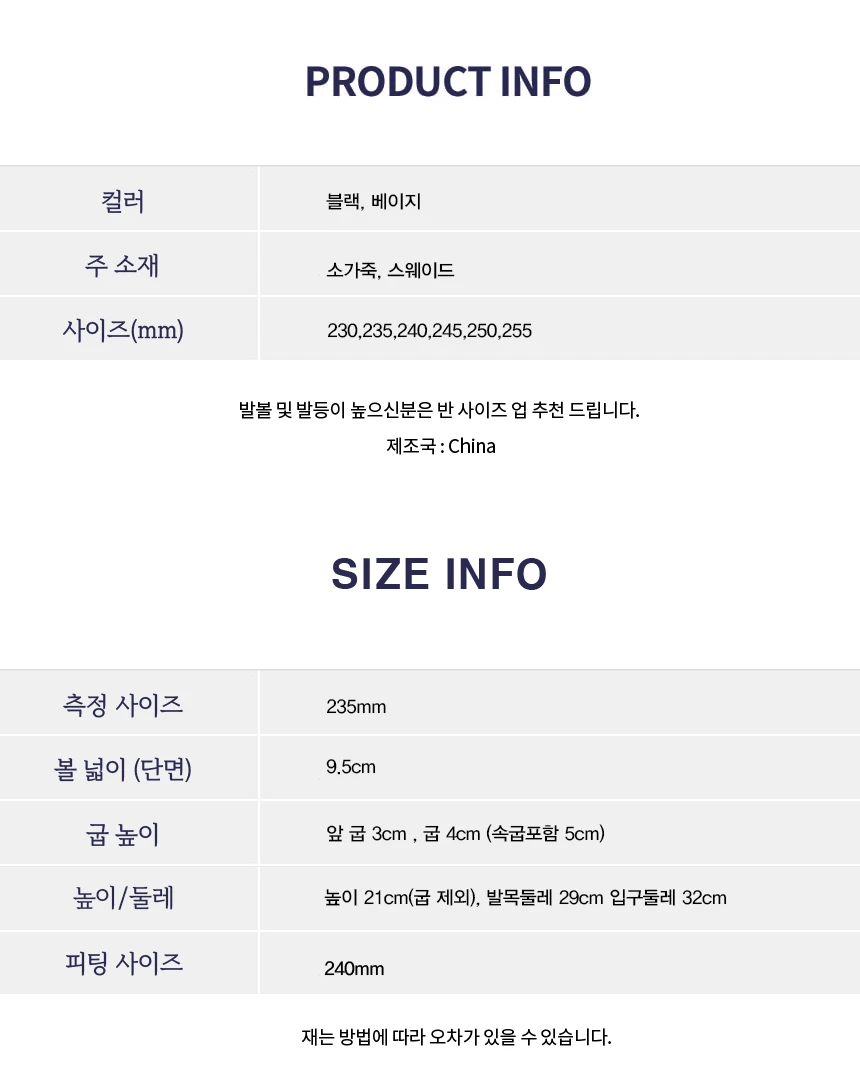 PRODUCT INFO
컬러 블랙, 베이지
주 소재 소가죽, 스웨이드
사이즈(mm) 230,235,240,245,250,255
발볼 및 발등이 높으신분은 반 사이즈 업 추천 드립니다.
제조국 : China
SIZE INFO
측정 사이즈 235mm
볼 넓이 (단면) 9.5cm
굽 높이 앞 굽 3cm , 굽 4cm (속굽포함 5cm)
높이/둘레 높이 21cm(굽 제외), 발목둘레 29cm 입구둘레 32cm
피팅 사이즈 240mm
재는 방법에 따라 오차가 있을 수 있습니다.